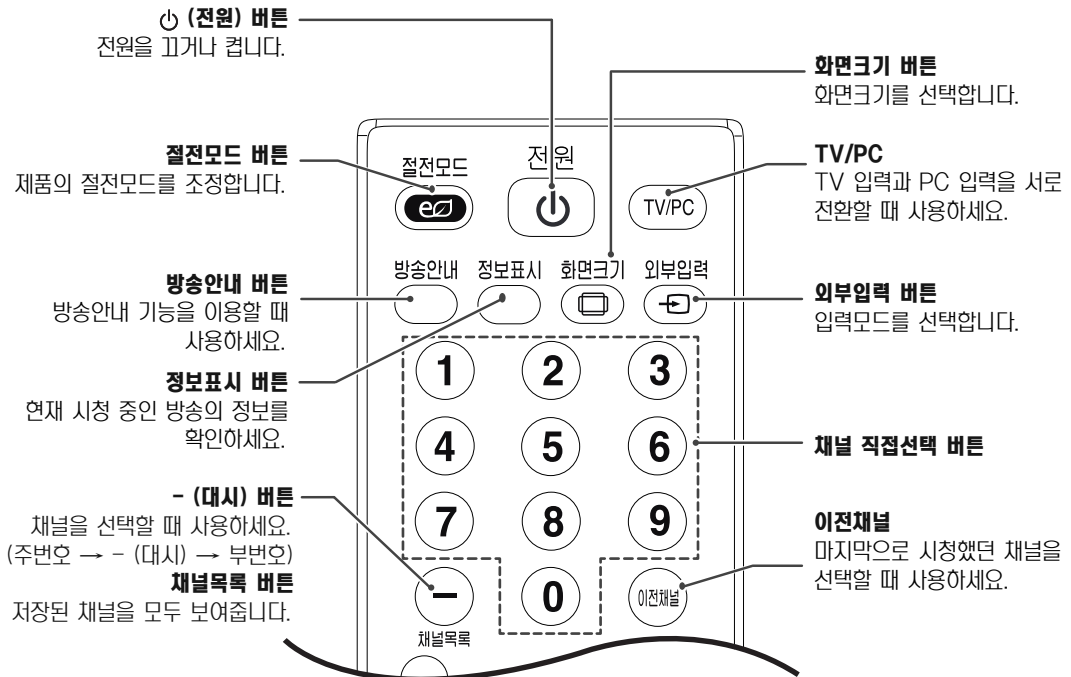 ⏻ (전원) 버튼
전원을 끄거나 켭니다.
절전모드 버튼
제품의 절전모드를 조정합니다.
방송안내 버튼
방송안내 기능을 이용할 때
사용하세요.
정보표시 버튼
현재 시청 중인 방송의 정보를
확인하세요.
- (대시) 버튼
채널을 선택할 때 사용하세요.
(주번호 → - (대시) → 부번호)
채널목록 버튼
저장된 채널을 모두 보여줍니다.
절전모드 전원
TV/PC
방송안내 정보표시 화면크기 외부입력
1 2 3
4 5 6
7 8 9
- 0 이전채널
채널목록
화면크기 버튼
화면크기를 선택합니다.
TV/PC
TV 입력과 PC 입력을 서로
전환할 때 사용하세요.
외부입력 버튼
입력모드를 선택합니다.
채널 직접선택 버튼
이전채널
마지막으로 시청했던 채널을
선택할 때 사용하세요.